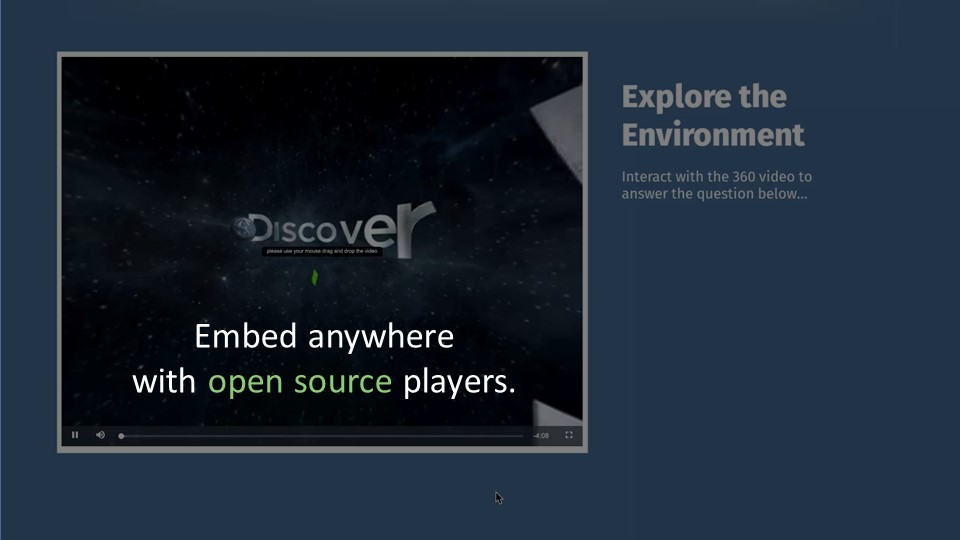 Discover
please use your mouse drag and drop the video
Embed anywhere
with open source players.
-4:08
Explore the
Environment
Interact with the 360 video to
answer the question below...